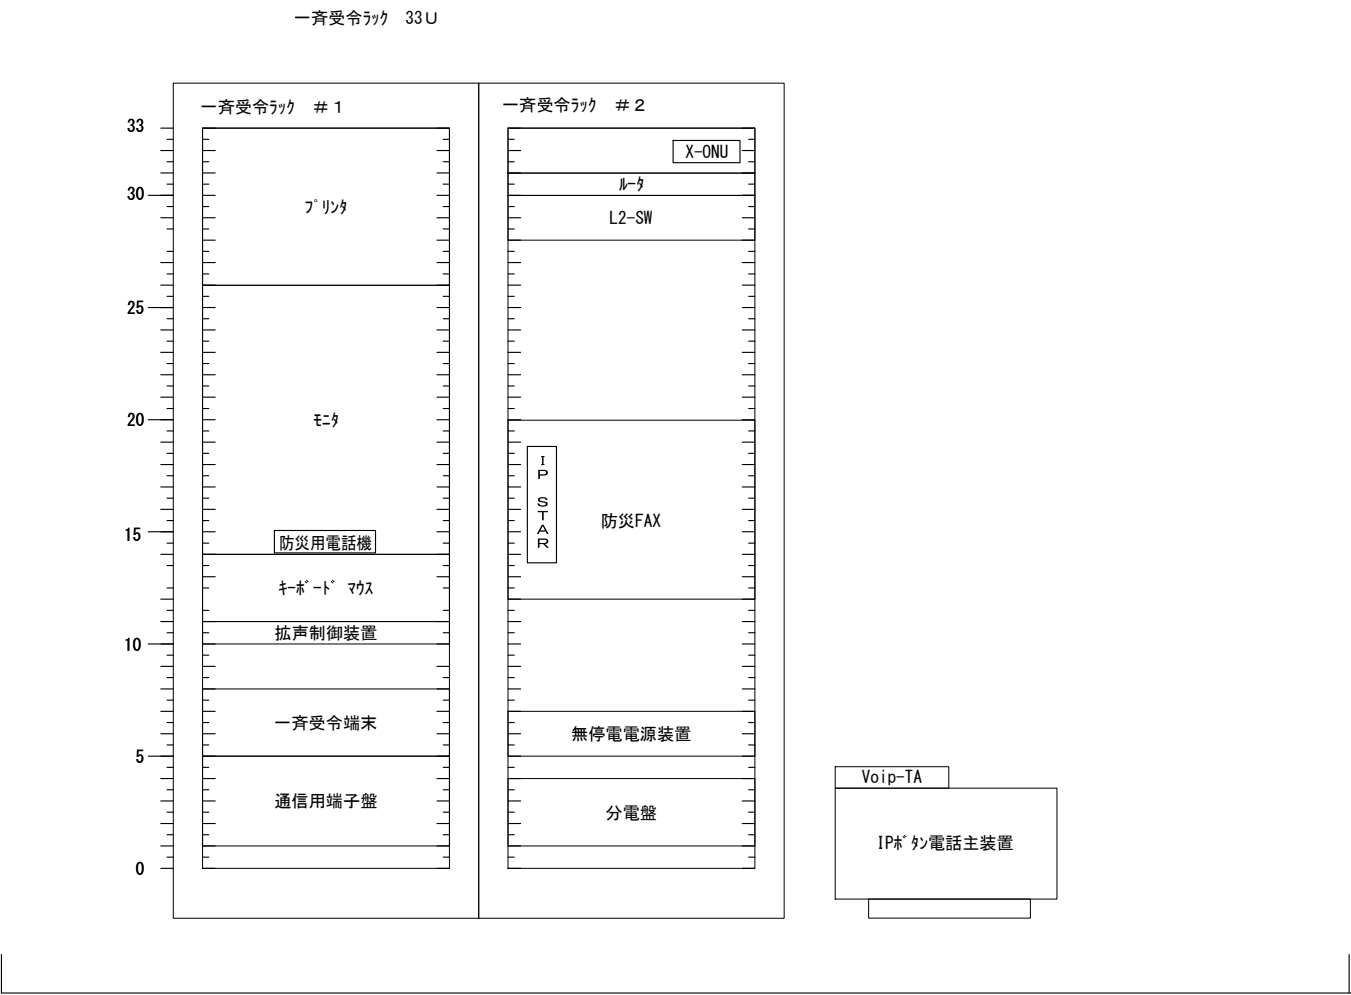 一斉受令ﾗｯｸ 33Ｕ
一斉受令ﾗｯｸ ＃１
33
30
25
20
15
10
5
0
ﾌﾟﾘﾝﾀ
ﾓﾆﾀ
防災用電話機
ｷｰﾎﾞｰﾄﾞ ﾏｳｽ
拡声制御装置
一斉受令端末
通信用端子盤
一斉受令ﾗｯｸ ＃２
X-ONU
ﾙｰﾀ
L2-SW
ＩＰ ＳＴＡＲ
防災FAX
無停電電源装置
分電盤
Voip-TA
IPﾎﾞﾀﾝ電話主装置